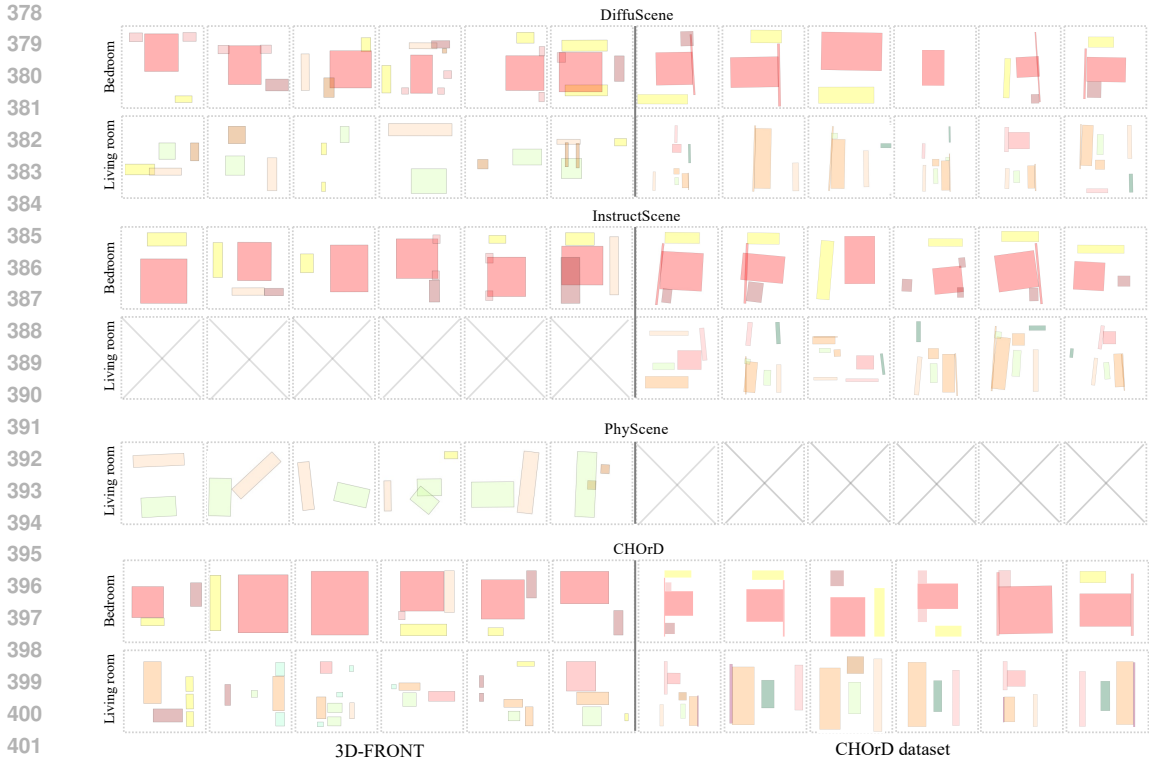 378
DiffuScene
379
Bedroom
380
381
382
Living room
383
384
InstructScene
385
Bedroom
386
387
388
Living room
389
390
391
PhyScene
392
Living room
393
394
395
CHOrD
396
Bedroom
397
398
399
Living room
400
401
3D-FRONT
CHOrD dataset